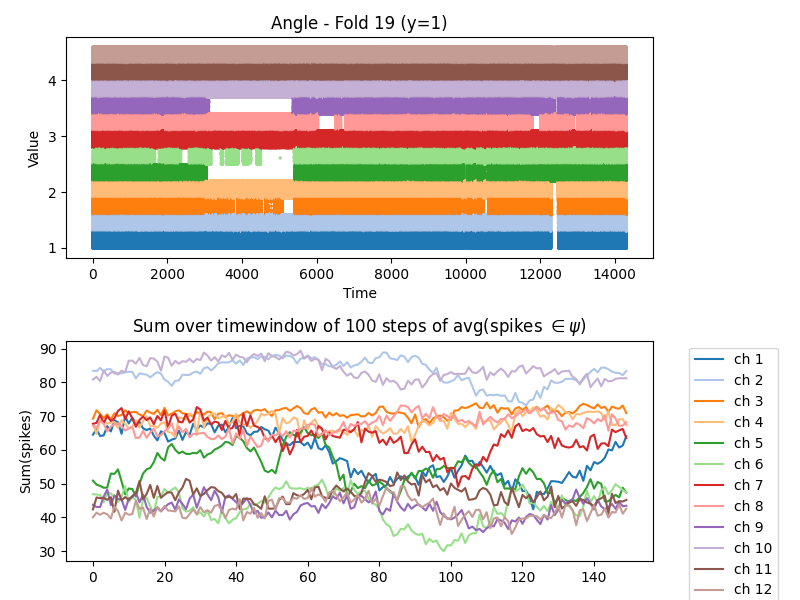 Angle - Fold 19 (y=1)
Value
4
3
2
1
0 2000 4000 6000 8000 10000 12000 14000
Time
Sum over timewindow of 100 steps of avg(spikes ∈ ψ)
Sum(spikes)
90
80
70
60
50
40
30
0 20 40 60 80 100 120 140
ch 1
ch 2
ch 3
ch 4
ch 5
ch 6
ch 7
ch 8
ch 9
ch 10
ch 11
ch 12